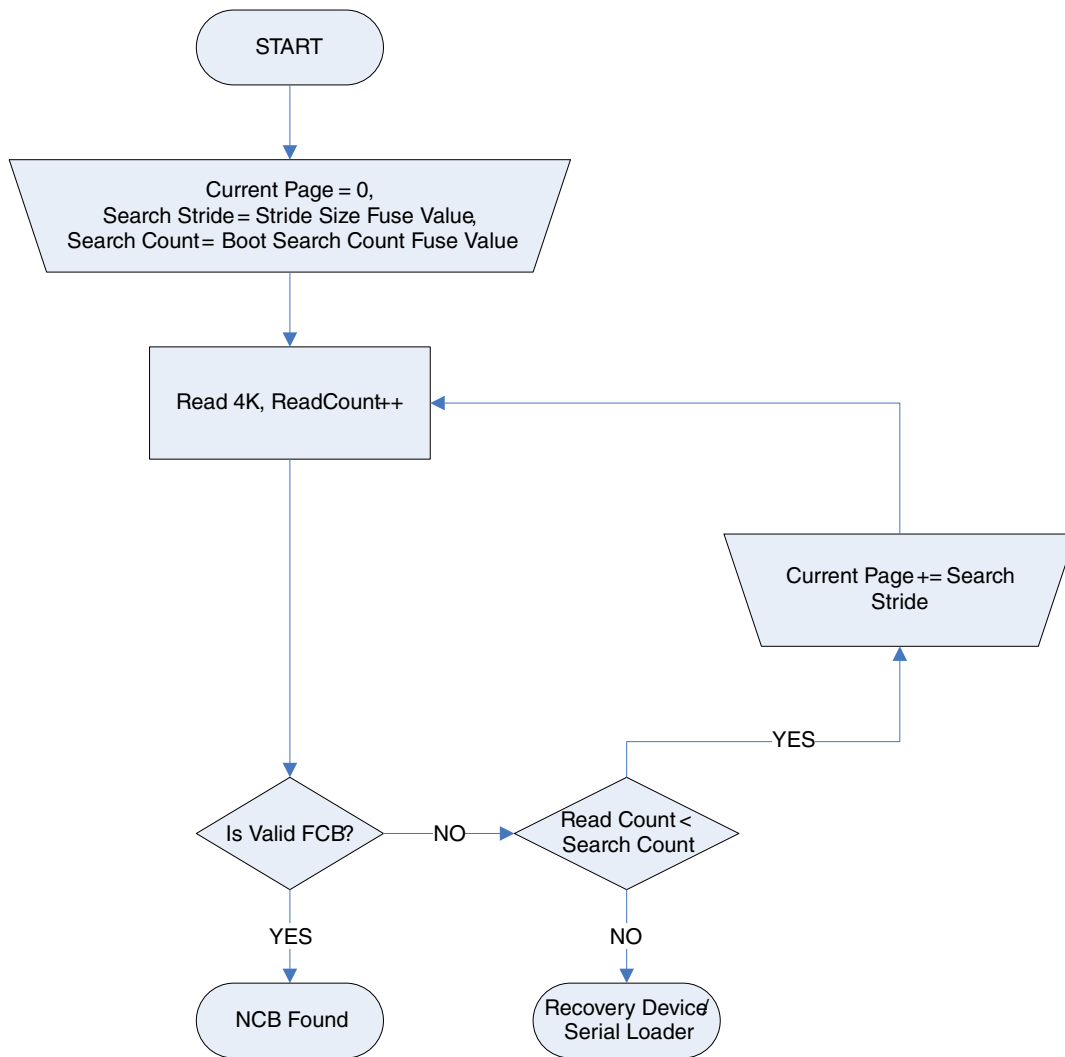 START
Current Page = 0,
Search Stride = Stride Size Fuse Value,
Search Count = Boot Search Count Fuse Value
Read 4K, ReadCount++
Current Page += Search
Stride
YES
Is Valid FCB?
NO
Read Count <
Search Count
YES
NO
NCB Found
Recovery Device/
Serial Loader